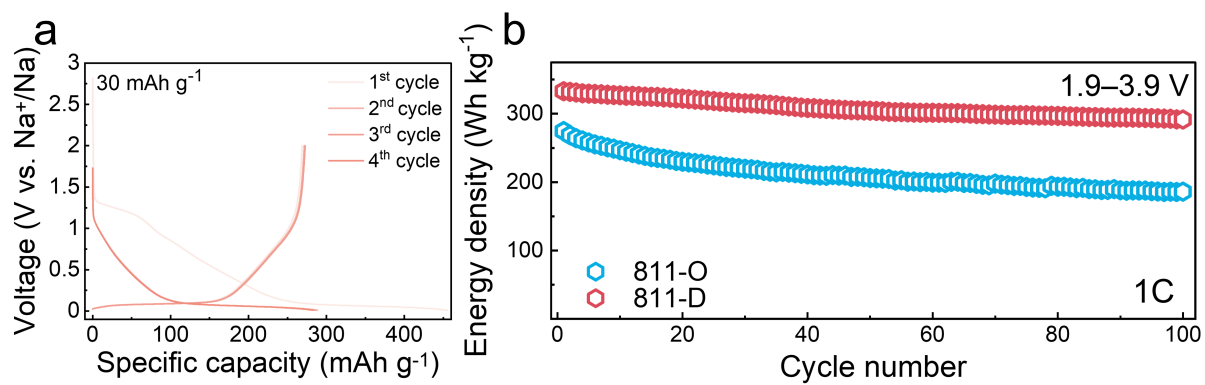 a
30 mAh g-1
1st cycle
2nd cycle
3rd cycle
4th cycle
Voltage (V vs. Na+/Na)
3
2.5
2
1.5
1
0.5
0
0 100 200 300 400
Specific capacity (mAh g-1)
b
1.9–3.9 V
Energy density (Wh kg-1)
300
200
100
811-O
811-D
1C
0 20 40 60 80 100
Cycle number